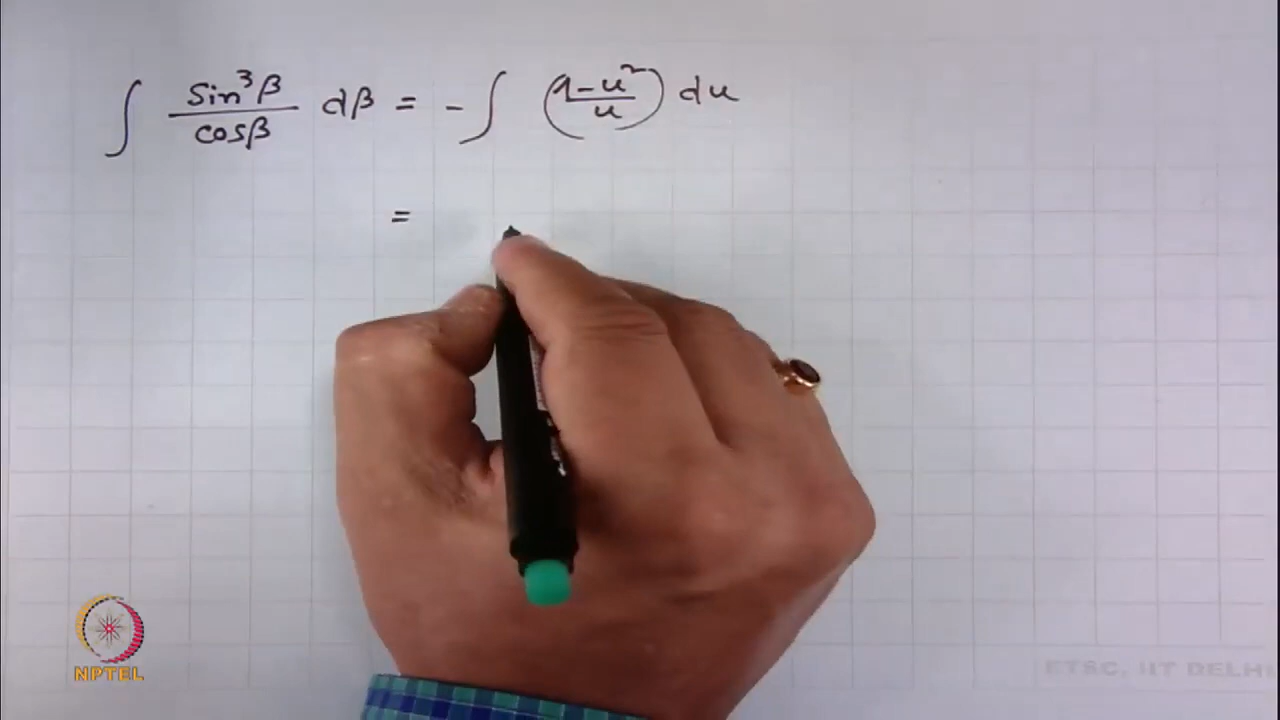 ∫ sin³β / cosβ dβ = - ∫ (1-u² / u) du
=
NPTEL
ETSC, IIT DELHI